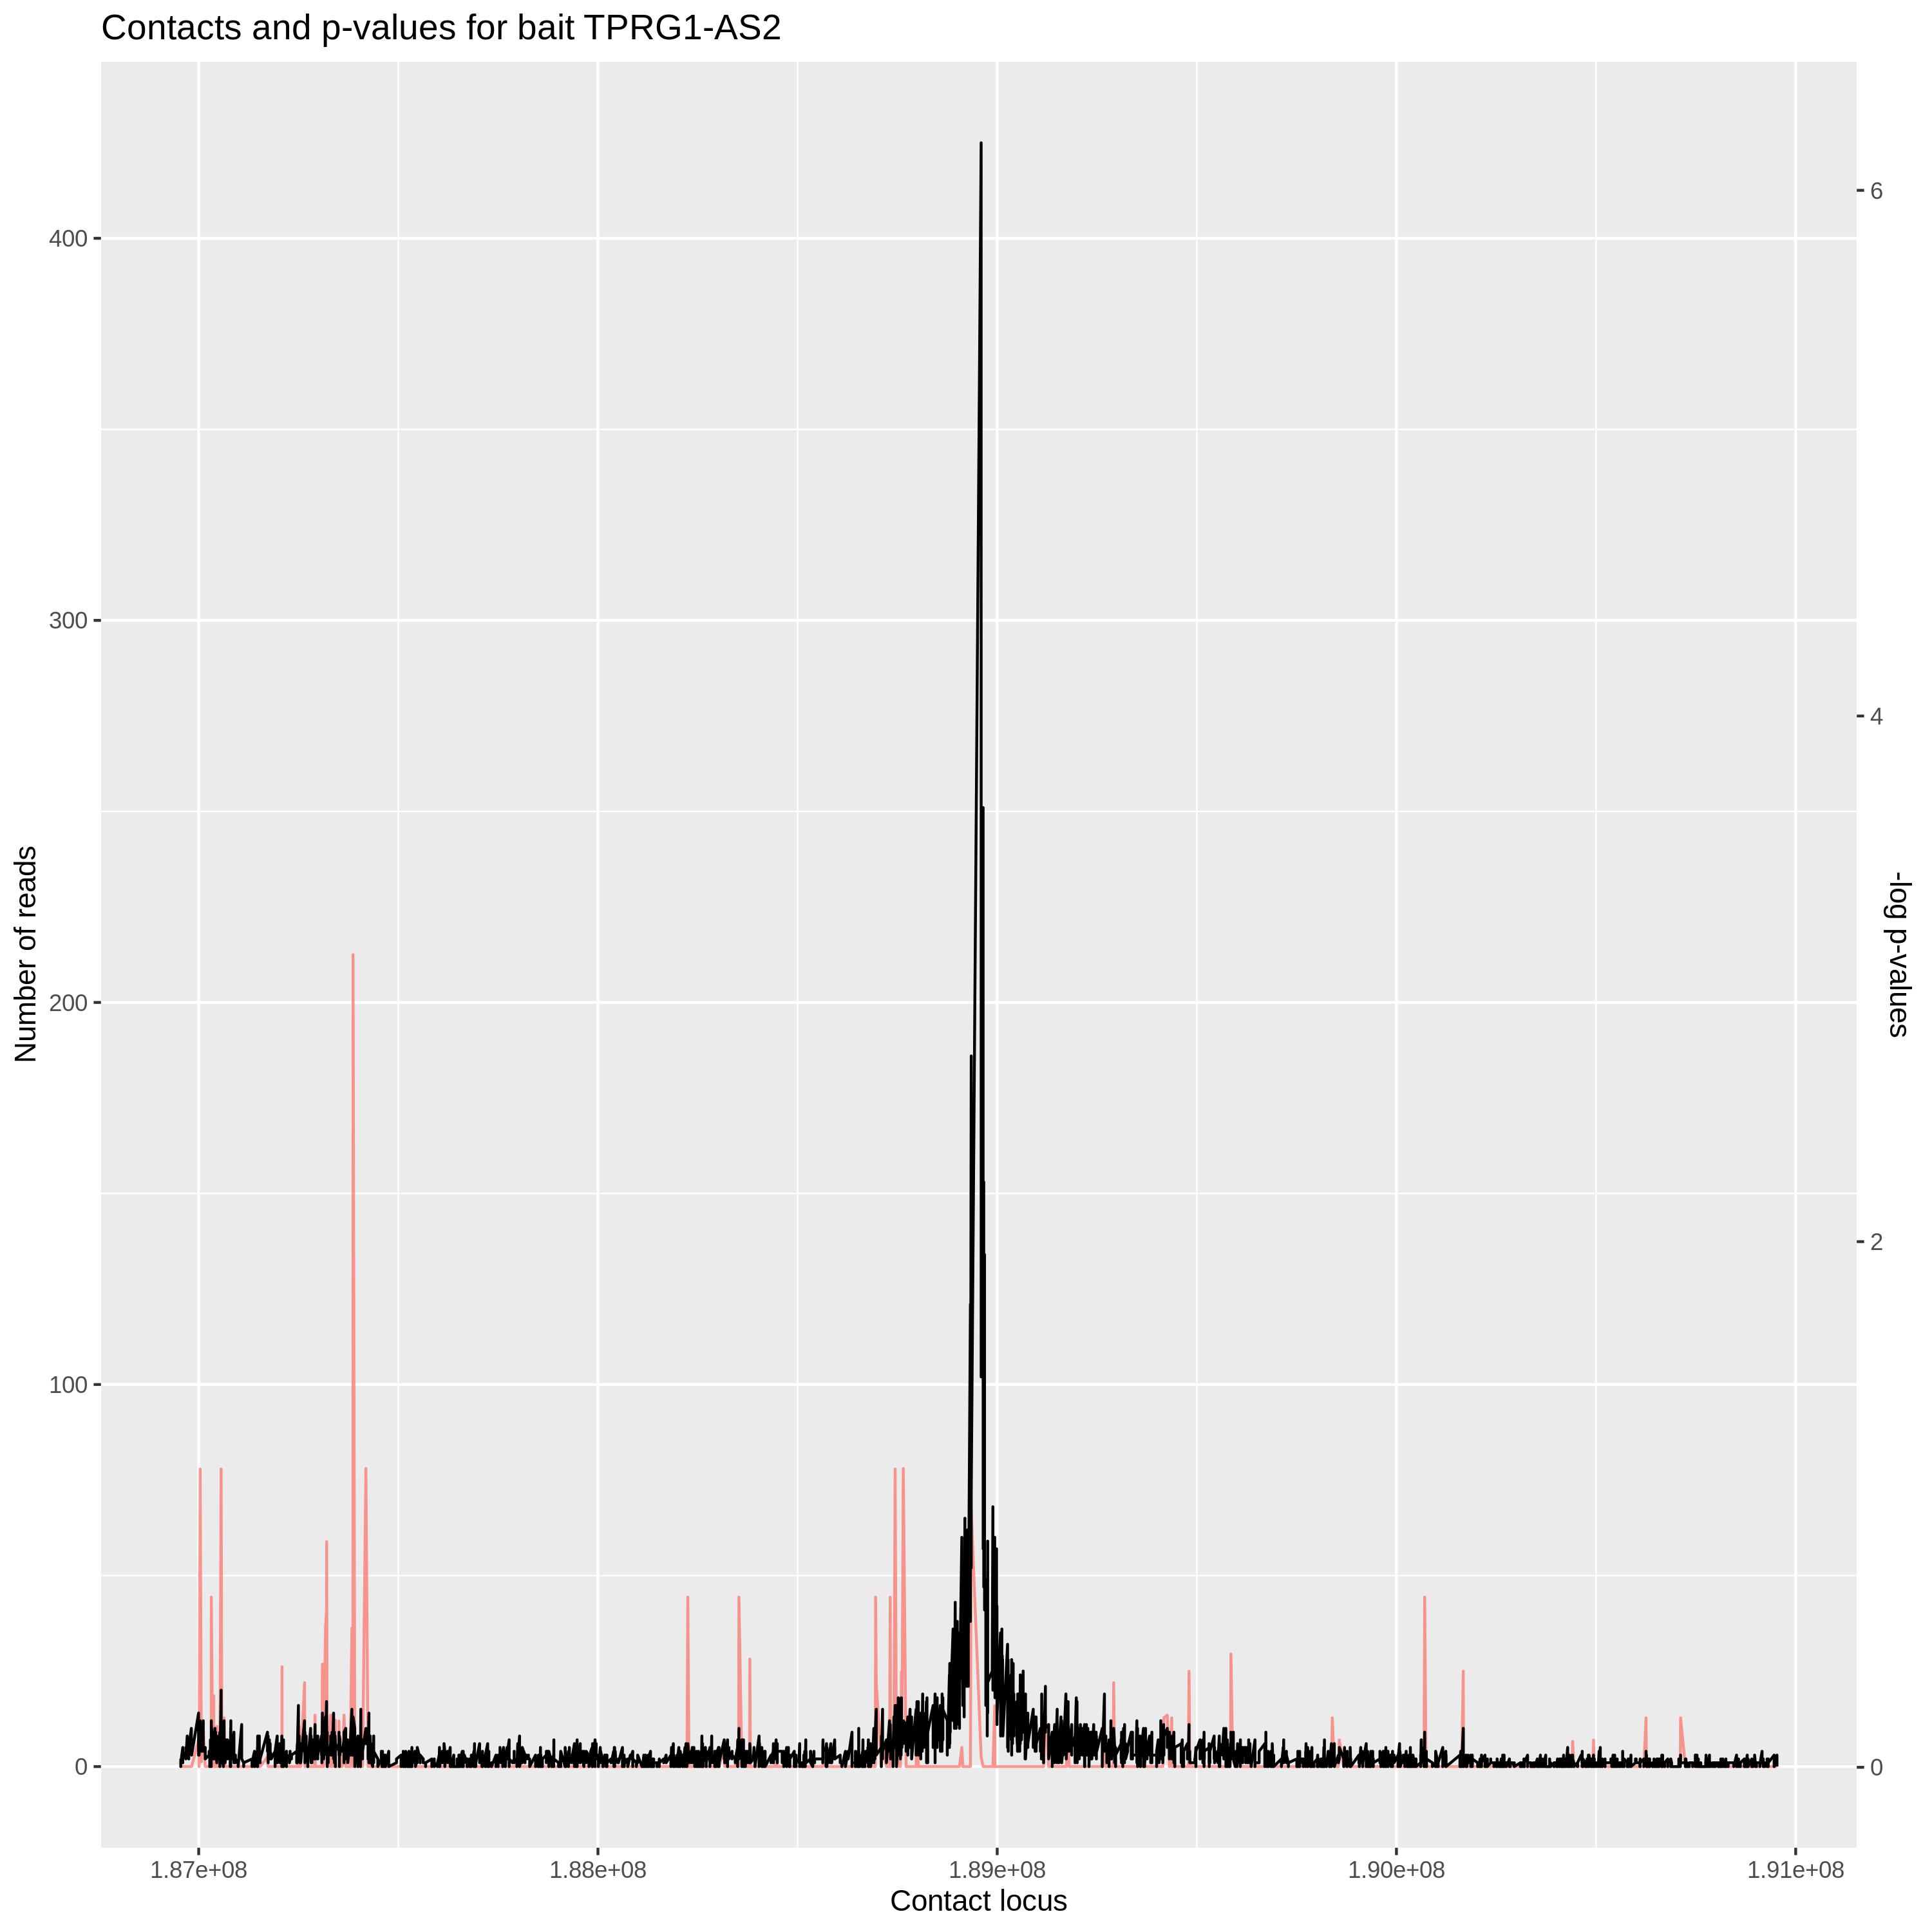 Contacts and p-values for bait TPRG1-AS2
400
300
200
100
0
Number of reads
6
4
2
0
-log p-values
1.87e+08
1.88e+08
1.89e+08
1.90e+08
1.91e+08
Contact locus